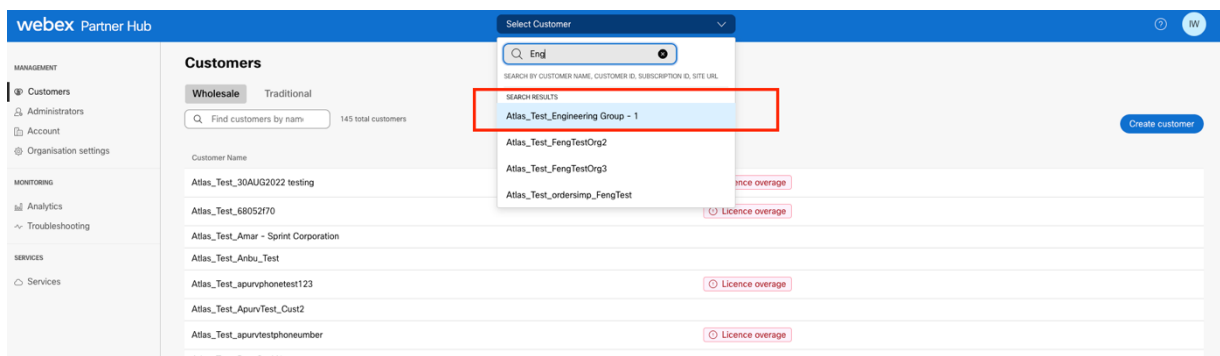 webex Partner Hub
Select Customer
IW
MANAGEMENT
Customers
Administrators
Account
Organisation settings
MONITORING
Analytics
Troubleshooting
SERVICES
Services
Customers
Wholesale Traditional
Find customers by nam
145 total customers
Create customer
Eng
SEARCH BY CUSTOMER NAME, CUSTOMER ID, SUBSCRIPTION ID, SITE URL
SEARCH RESULTS
Atlas_Test_Engineering Group - 1
Atlas_Test_FengTestOrg2
Atlas_Test_FengTestOrg3
Atlas_Test_ordersimp_FengTest
Customer Name
Atlas_Test_30AUG2022 testing
ence overage
Atlas_Test_68052f70
Licence overage
Atlas_Test_Amar - Sprint Corporation
Atlas_Test_Anbu_Test
Atlas_Test_apurvphonetest123
Licence overage
Atlas_Test_ApurvTest_Cust2
Atlas_Test_apurvtestphoneumber
Licence overage